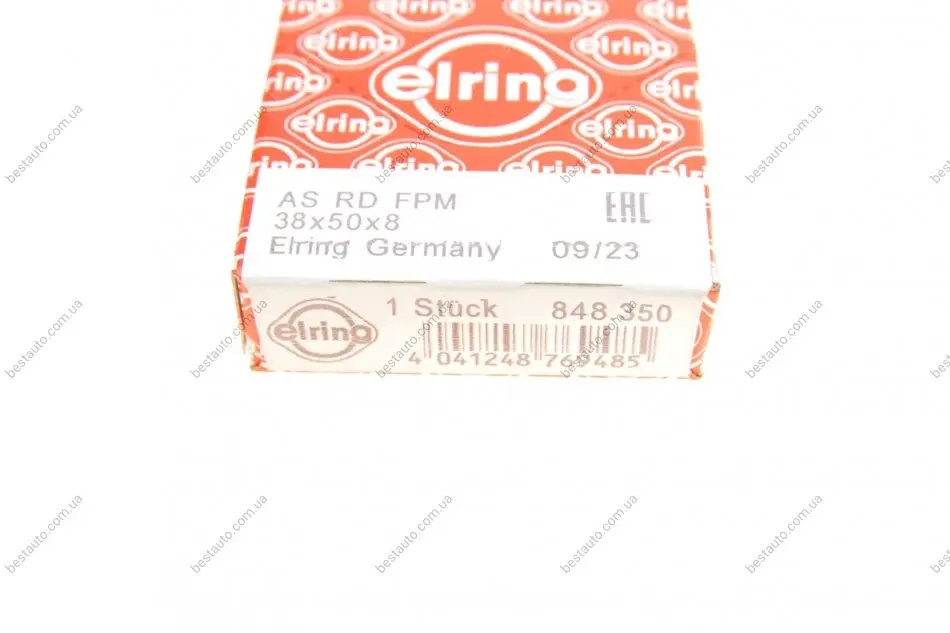 elring
AS RD FPM
EAC
38x50x8
Elring Germany 09/23
elring
1 Stück 848.350
4 041248 769485
bestauto.com.ua